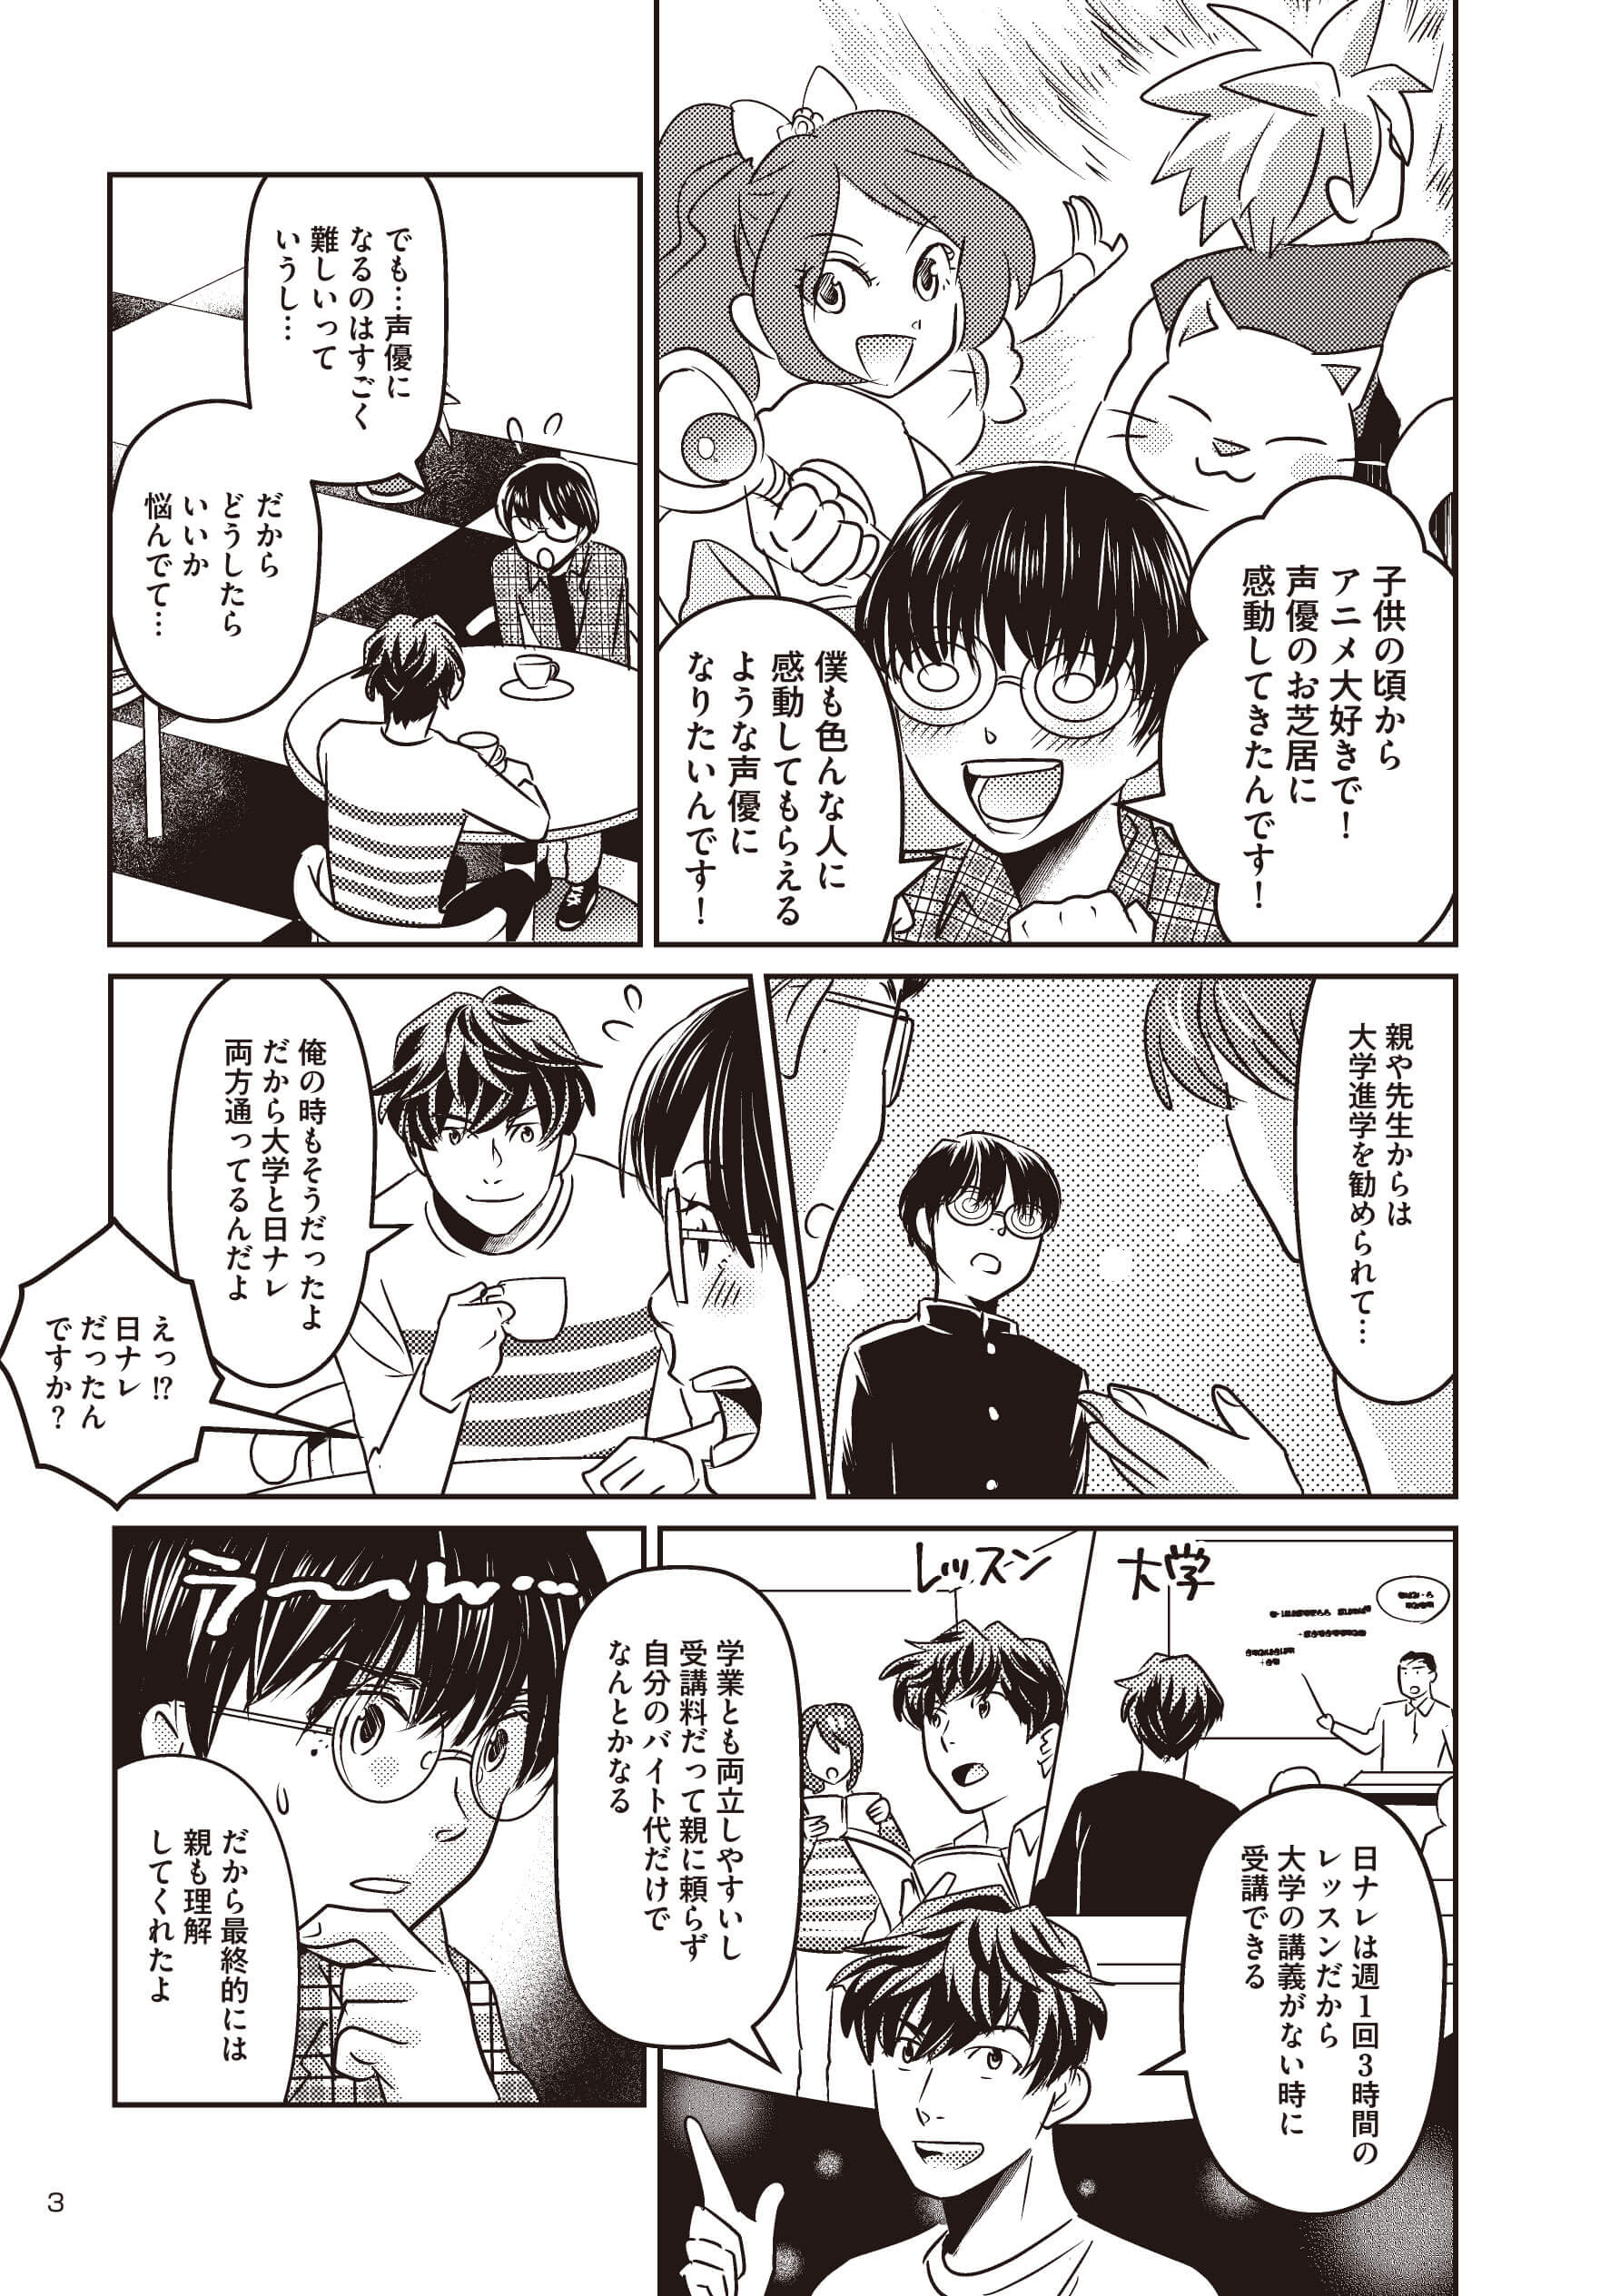 子供の頃から
アニメ大好きで！
声優のお芝居に
感動してきたんです！
僕も色んな人に
感動してもらえる
ような声優に
なりたいんです！
でも…声優に
なるのはすごく
難しいって
いうし…
だから
どうしたら
いいか
悩んでて…
親や先生からは
大学進学を勧められて…
俺の時もそうだったよ
だから大学と日ナレ
両方通ってるんだよ
えっ!?
日ナレ
だったん
ですか？
大学
レッスン
日ナレは週1回3時間の
レッスンだから
大学の講義がない時に
受講できる
学業とも両立しやすいし
受講料だって親に頼らず
自分のバイト代だけで
なんとかなる
うーーん…
だから最終的には
親も理解
してくれたよ
3